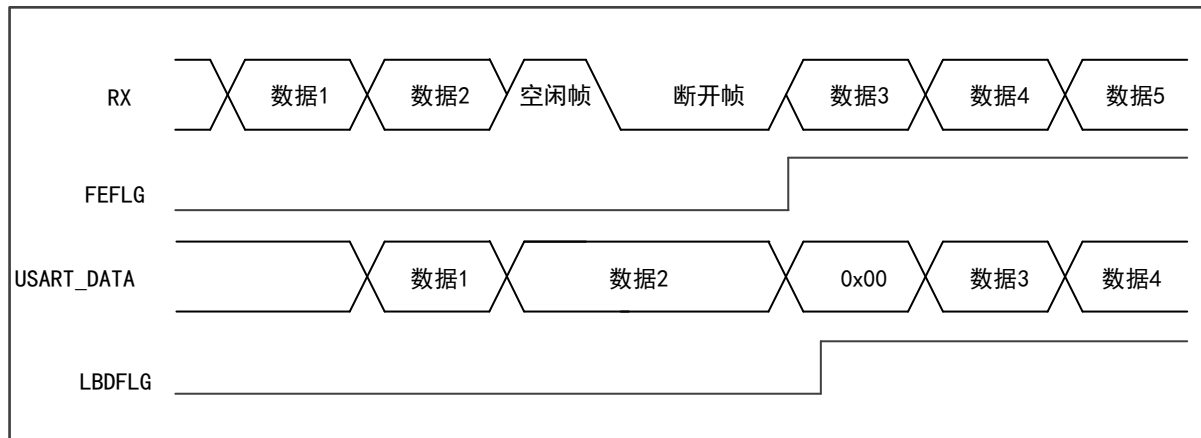 RX 数据1 数据2 空闲帧 断开帧 数据3 数据4 数据5
FEFLG
USART_DATA 数据1 数据2 0x00 数据3 数据4
LBDFLG